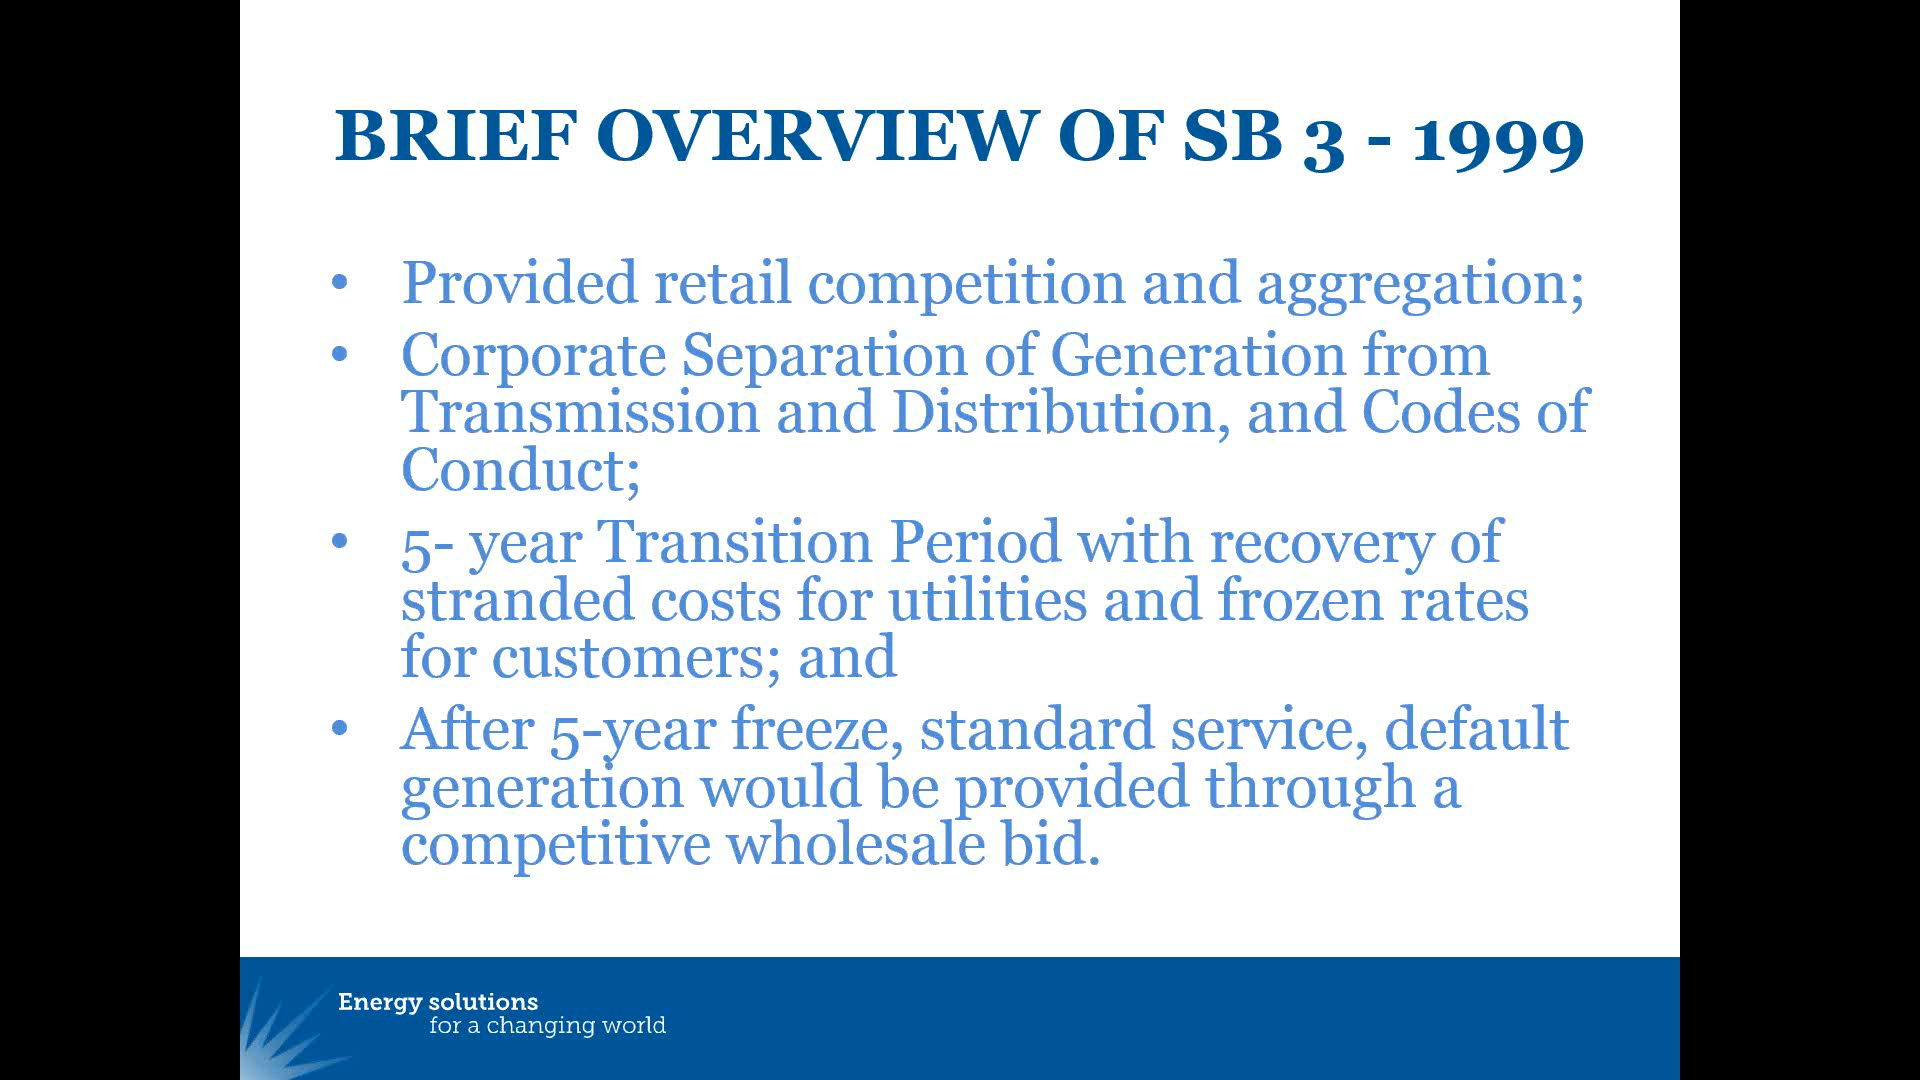 BRIEF OVERVIEW OF SB 3 - 1999
• Provided retail competition and aggregation;
• Corporate Separation of Generation from
Transmission and Distribution, and Codes of
Conduct;
• 5- year Transition Period with recovery of
stranded costs for utilities and frozen rates
for customers; and
• After 5-year freeze, standard service, default
generation would be provided through a
competitive wholesale bid.
Energy solutions
for a changing world